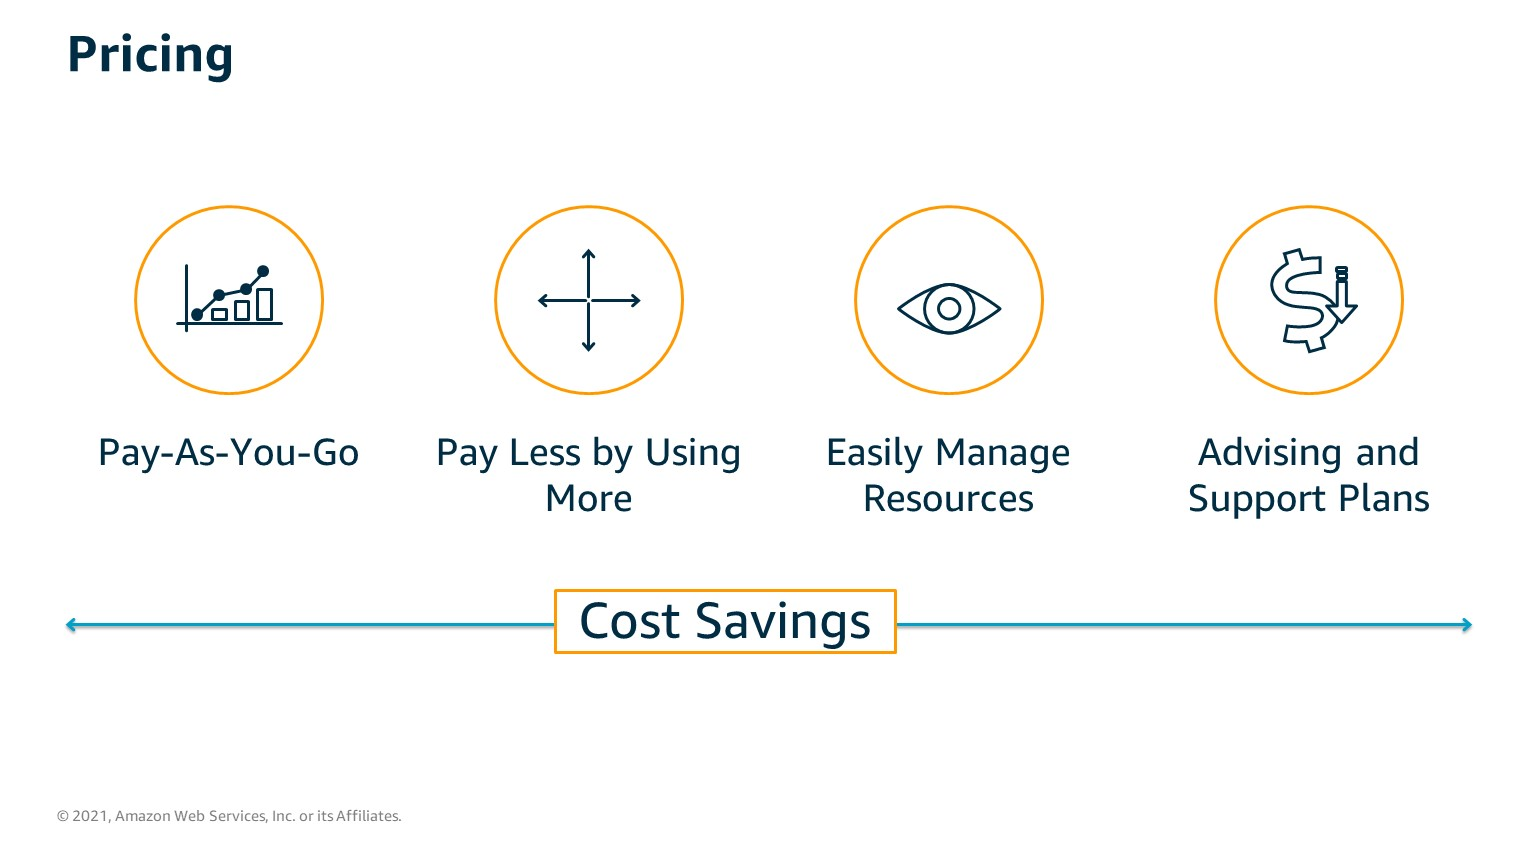 Pricing
Pay-As-You-Go
Pay Less by Using
More
Easily Manage
Resources
Advising and
Support Plans
Cost Savings
© 2021, Amazon Web Services, Inc. or its Affiliates.